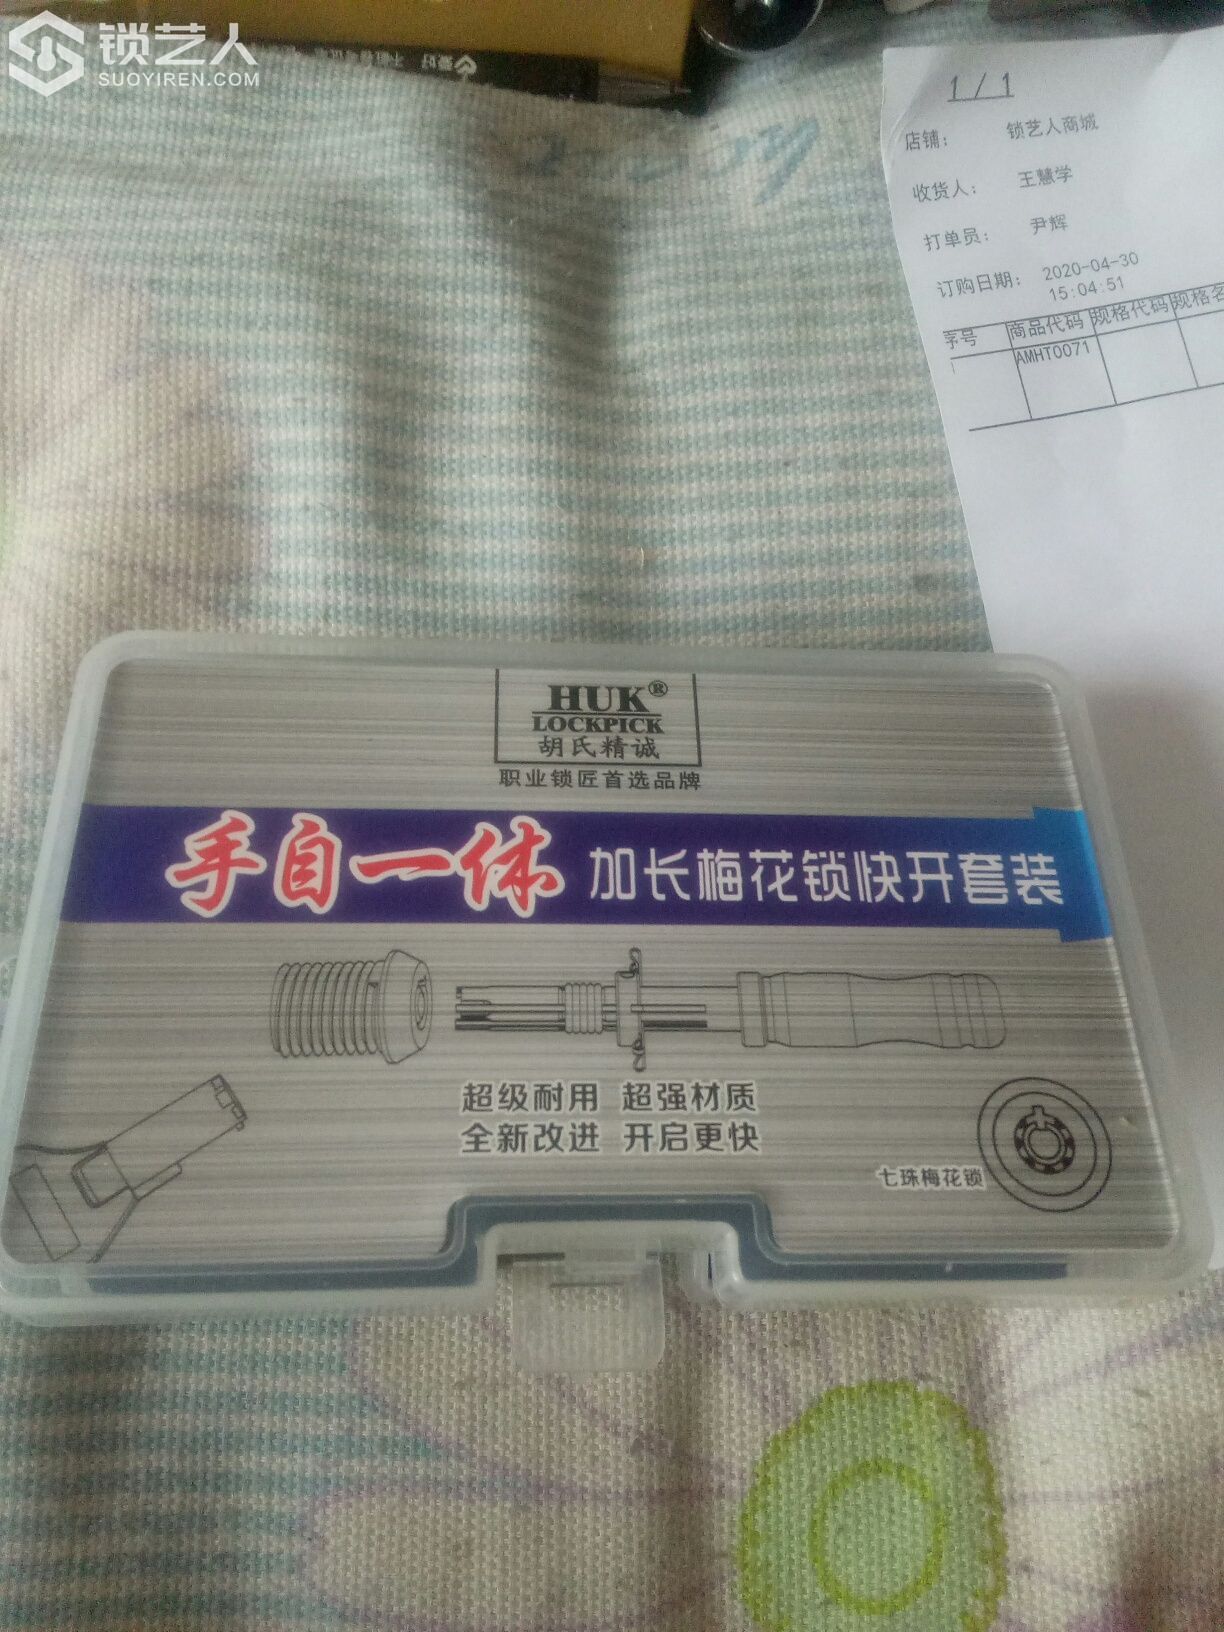 锁艺人
SUOYIREN.COM
1 / 1
店铺: 锁艺人商城
收货人: 王慧学
打单员: 尹辉
订购日期: 2020-04-30
15:04:51
序号 商品代码 规格代码 规格名
AMHT0071
HUK®
LOCKPICK
胡氏精诚
职业锁匠首选品牌
手自一体 加长梅花锁快开套装
超级耐用 超强材质
全新改进 开启更快
七珠梅花锁